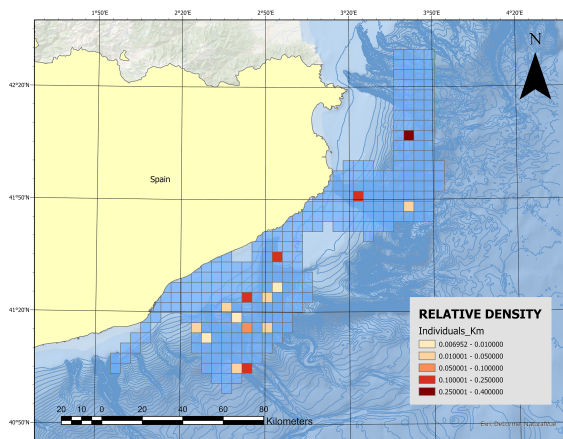 1°50'E 2°20'E 2°50'E 3°20'E 3°50'E 4°20'E
N
42°20'N
Spain
41°50'N
41°20'N
RELATIVE DENSITY
Individuals_Km
0.006952 - 0.010000
0.01001 - 0.050000
0.050001 - 0.100000
0.10001 - 0.250000
0.250001 - 0.400000
20 10 0 20 40 60 80
Kilometers
40°50'N